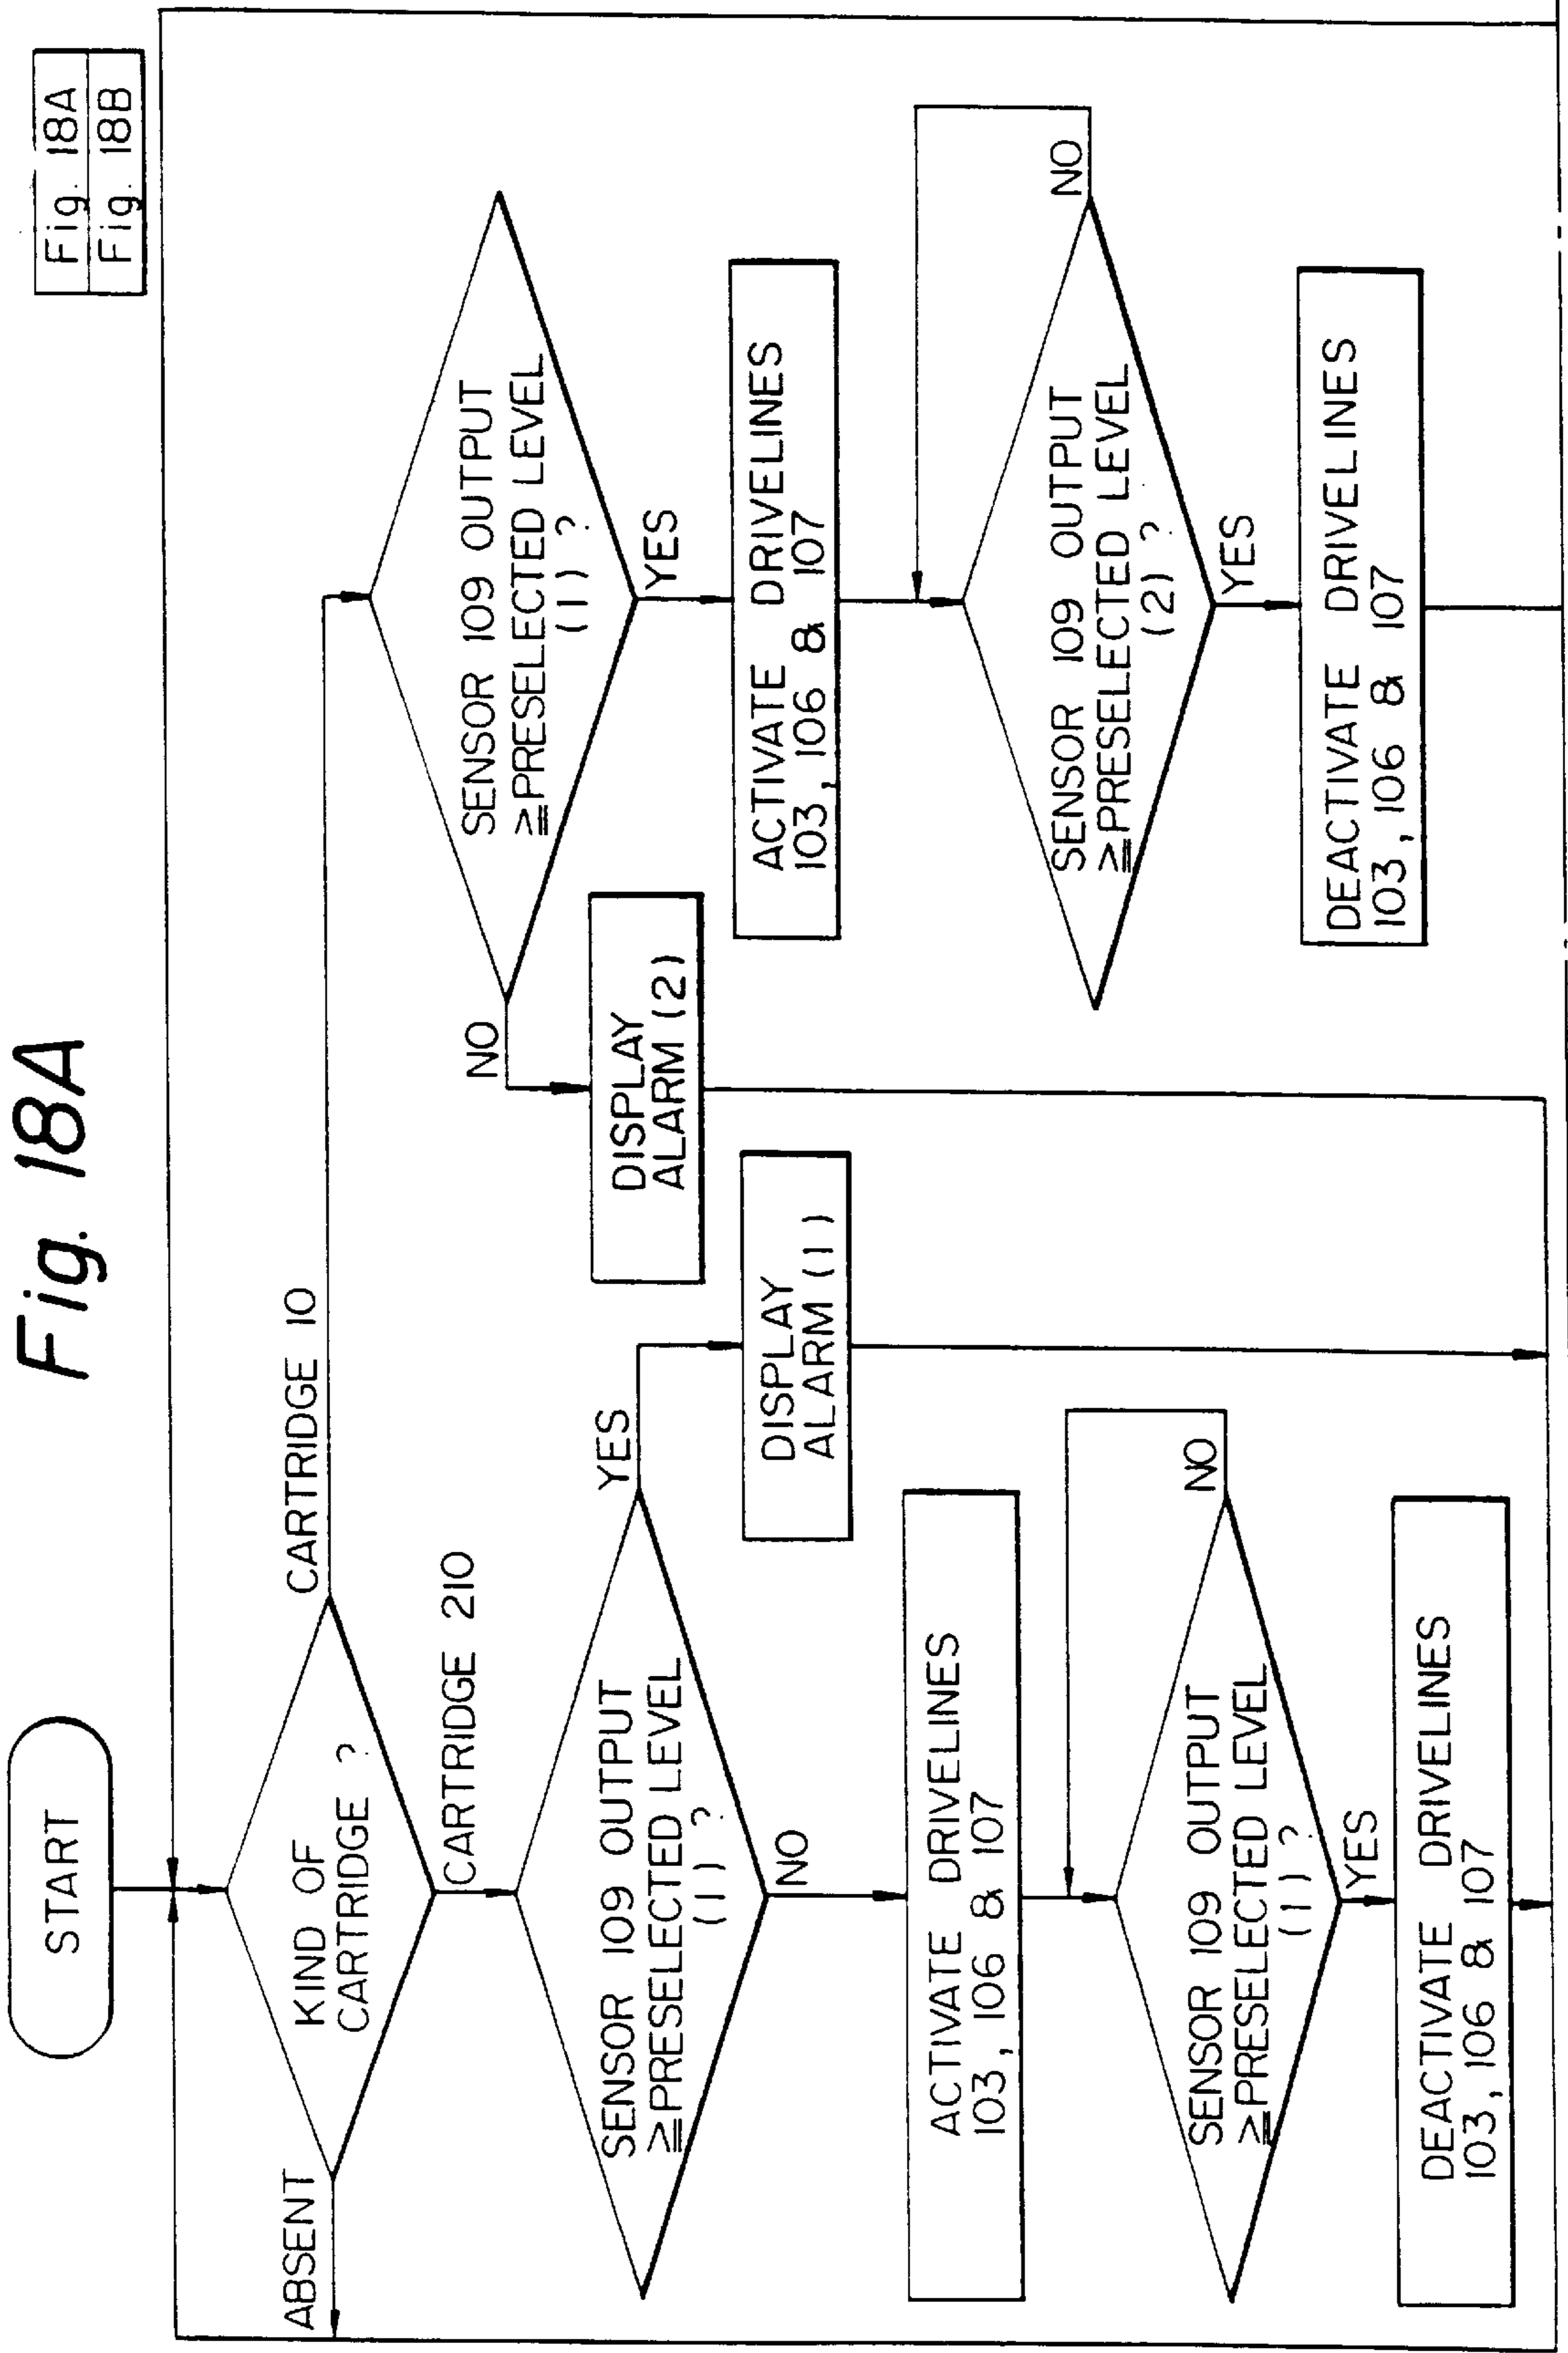 Fig. 18A
Fig. 18A
Fig. 18B
START
KIND OF
CARTRIDGE ?
ABSENT
CARTRIDGE 10
CARTRIDGE 210
SENSOR 109 OUTPUT
≧PRESELECTED LEVEL
(1) ?
YES
NO
DISPLAY
ALARM (1)
ACTIVATE DRIVELINES
103, 106 & 107
SENSOR 109 OUTPUT
≧PRESELECTED LEVEL
(1) ?
NO
YES
DEACTIVATE DRIVELINES
103, 106 & 107
SENSOR 109 OUTPUT
≧PRESELECTED LEVEL
(1) ?
NO
YES
DISPLAY
ALARM (2)
ACTIVATE DRIVELINES
103, 106 & 107
SENSOR 109 OUTPUT
≧PRESELECTED LEVEL
(2) ?
NO
YES
DEACTIVATE DRIVELINES
103, 106 & 107